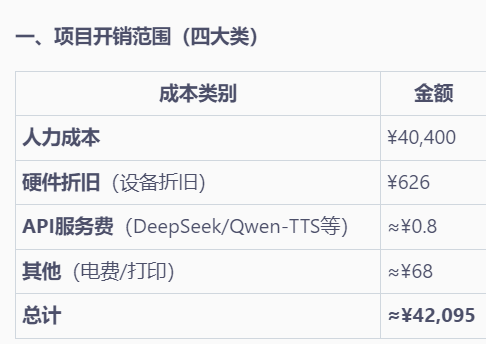 一、项目开销范围（四大类）
成本类别 金额
人力成本 ¥40,400
硬件折旧（设备折旧） ¥626
API服务费（DeepSeek/Qwen-TTS等） ≈¥0.8
其他（电费/打印） ≈¥68
总计 ≈¥42,095